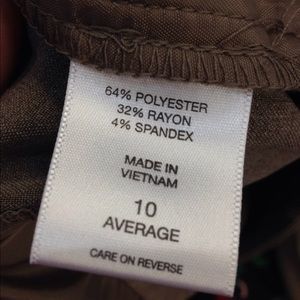 64% POLYESTER
32% RAYON
4% SPANDEX
MADE IN
VIETNAM
10
AVERAGE
CARE ON REVERSE